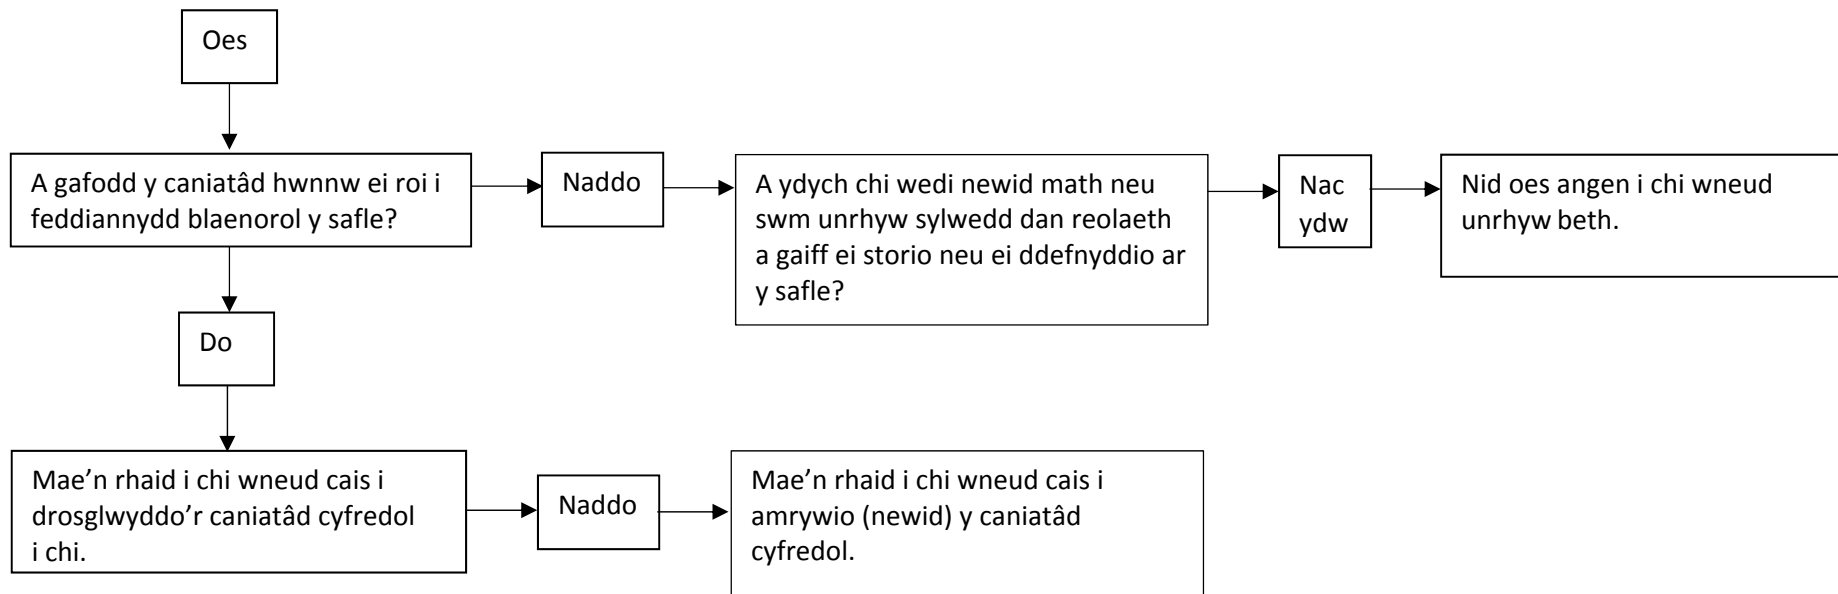 Oes
A gafodd y caniatâd hwnnw ei roi i
feddiannydd blaenorol y safle?
Naddo
A ydych chi wedi newid math neu
swm unrhyw sylwedd dan reolaeth
a gaiff ei storio neu ei ddefnyddio ar
y safle?
Nac
ydw
Nid oes angen i chi wneud
unrhyw beth.
Do
Mae’n rhaid i chi wneud cais i
drosglwyddo’r caniatâd cyfredol
i chi.
Naddo
Mae’n rhaid i chi wneud cais i
amrywio (newid) y caniatâd
cyfredol.